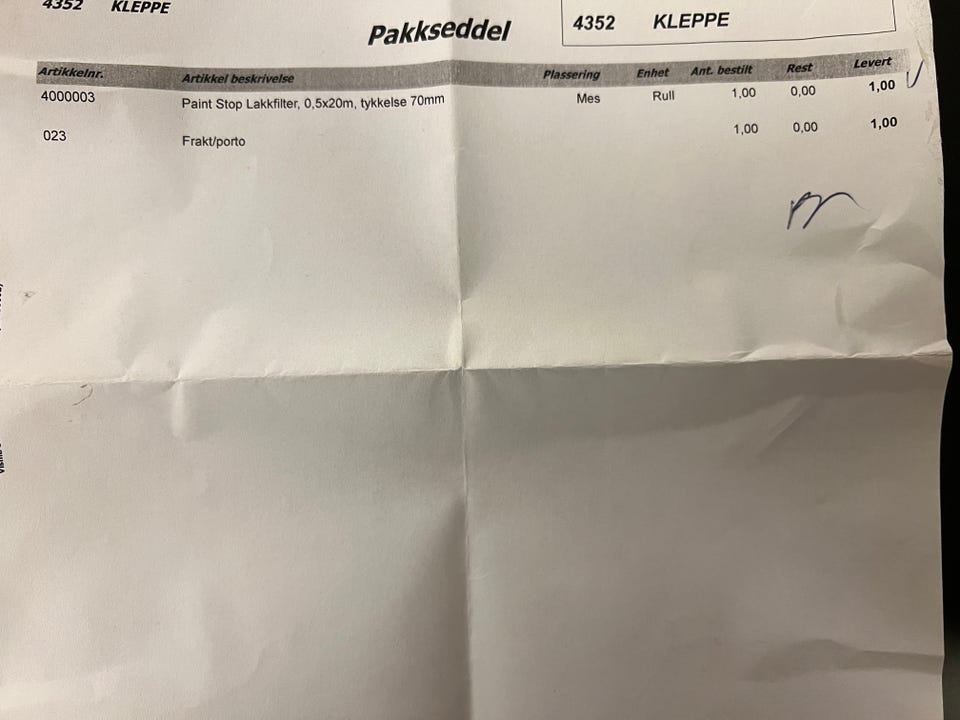 4352 KLEPPE
4352 KLEPPE
Pakkseddel
Artikkelnr. Artikkel beskrivelse Plassering Enhet Ant. bestilt Rest Levert
4000003 Paint Stop Lakkfilter, 0,5x20m, tykkelse 70mm Mes Rull 1,00 0,00 1,00
023 Frakt/porto 1,00 0,00 1,00